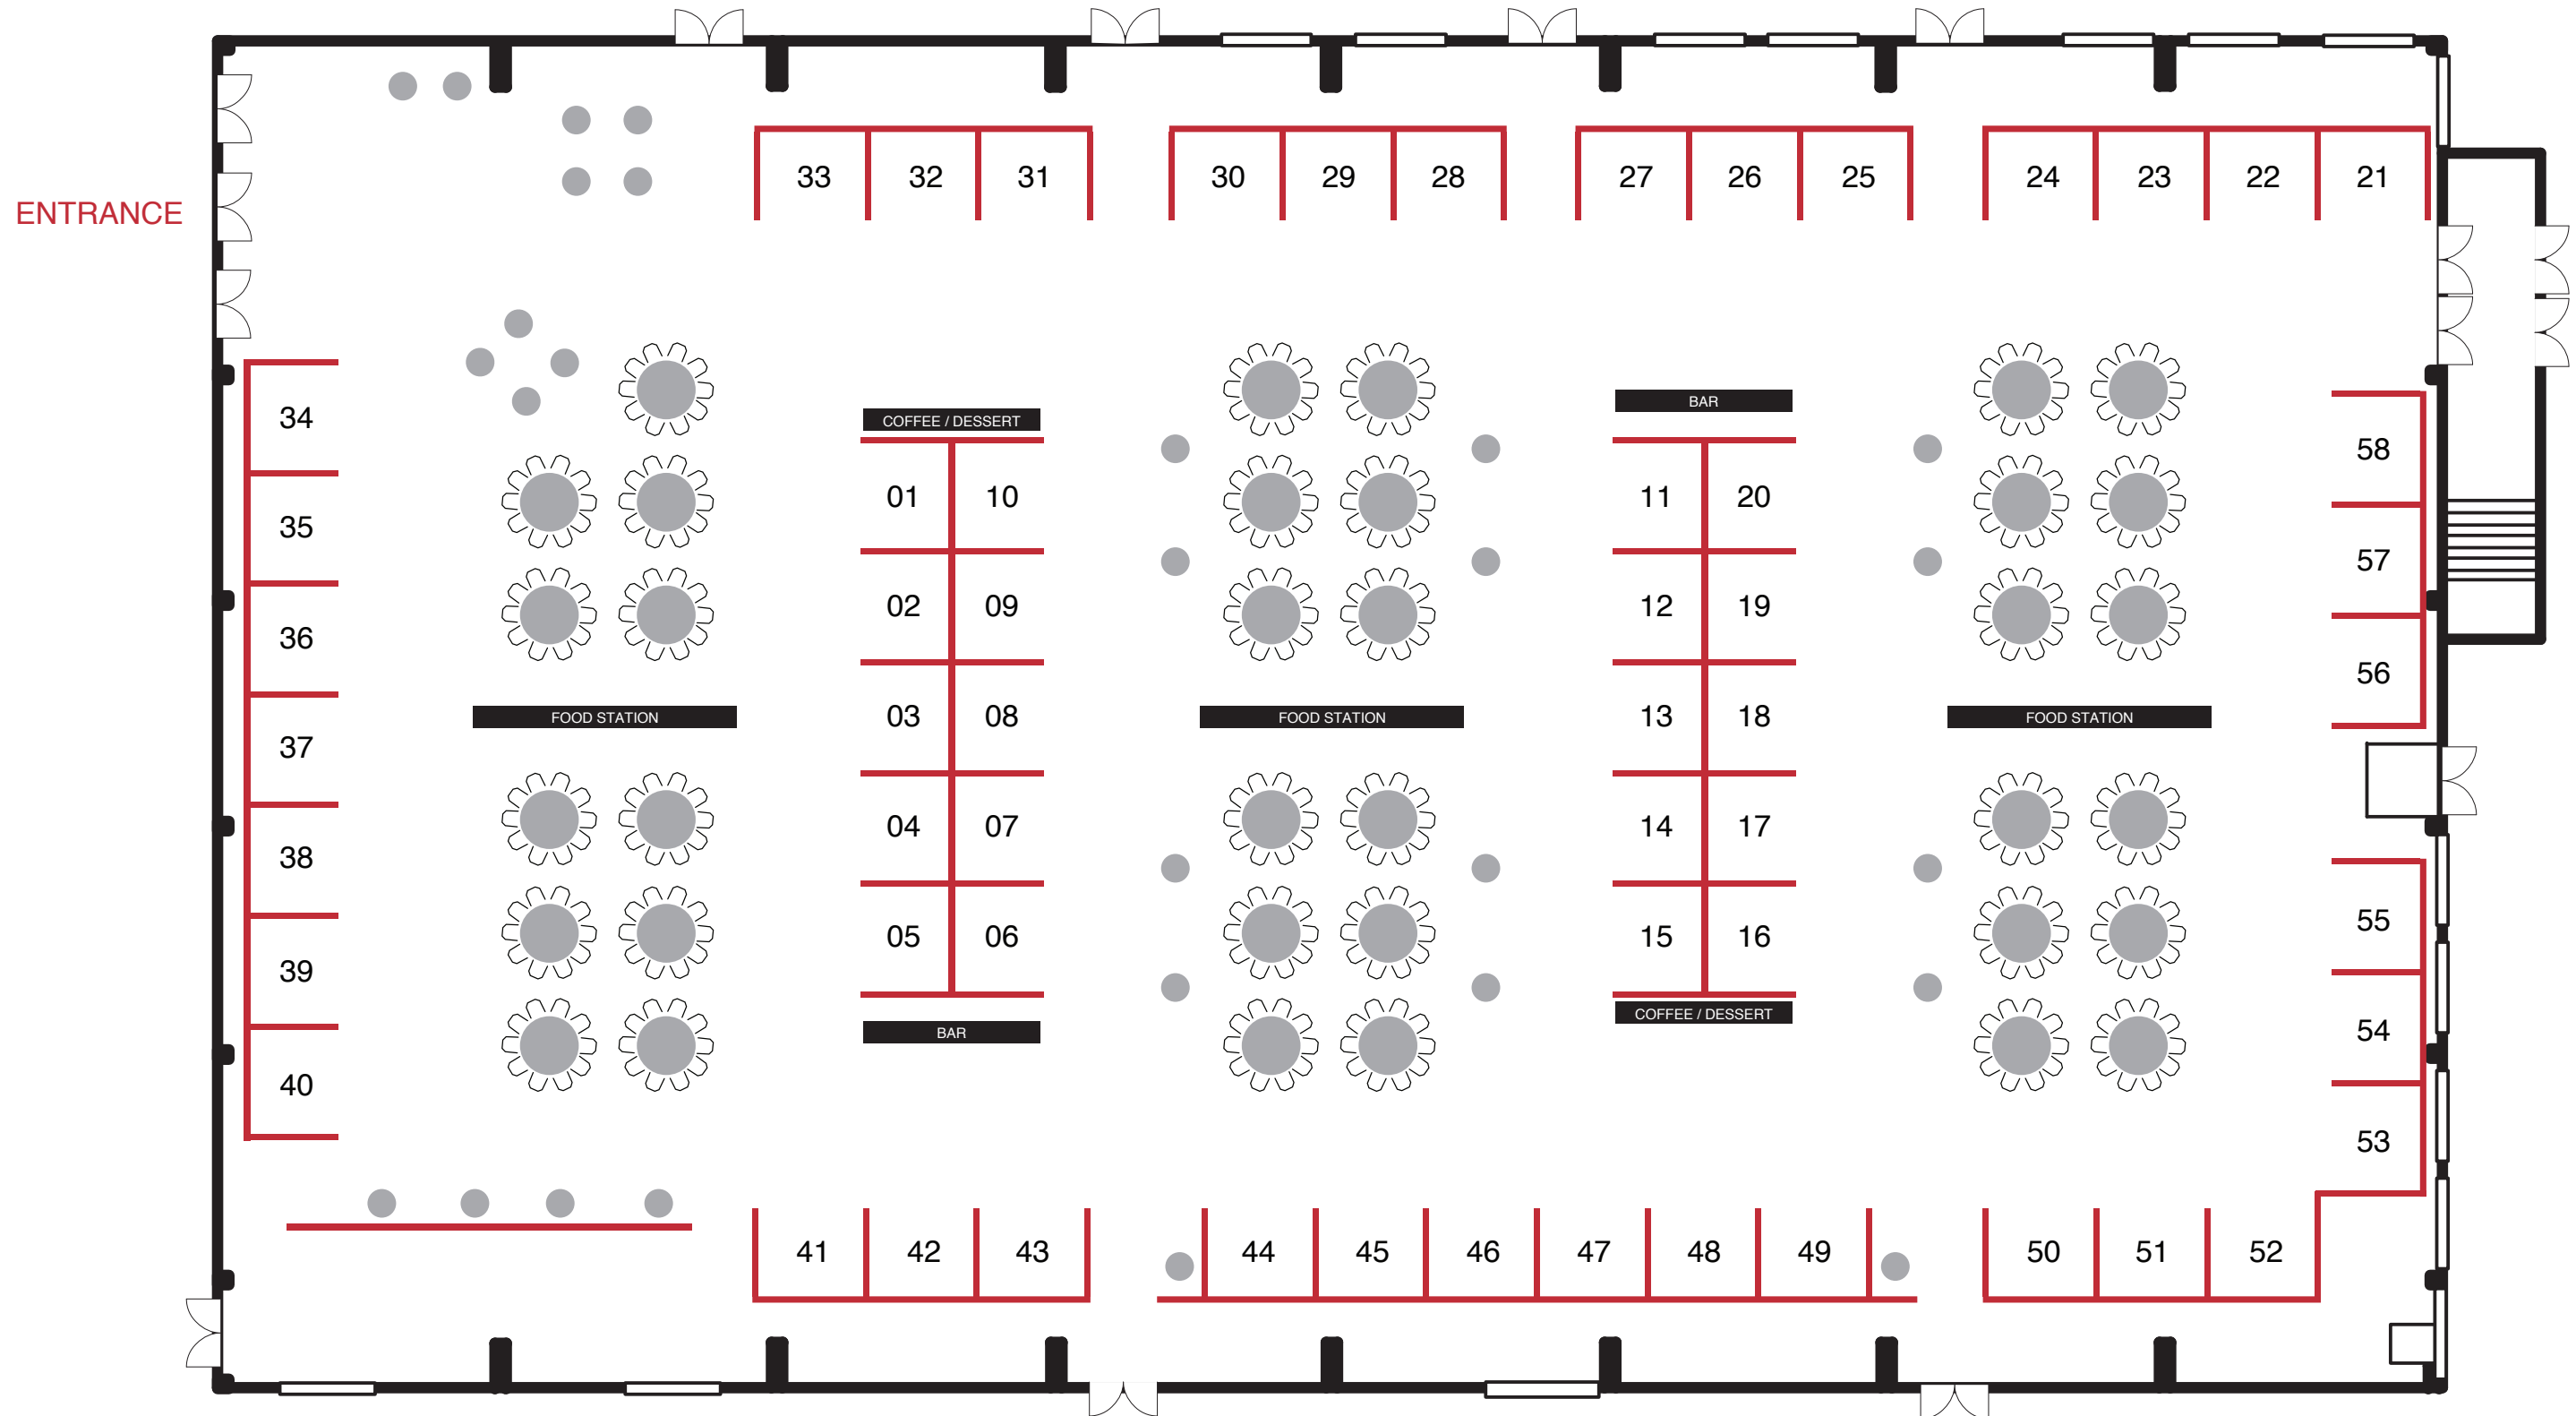 33 32 31 30 29 28 27 26 25 24 23 22 21
ENTRANCE
BAR
34
COFFEE / DESSERT
58
01 10 11 20
35
57
02 09 12 19
36
56
03 08 13 18
FOOD STATION FOOD STATION FOOD STATION
37
04 07 14 17
38
55
05 06 15 16
39
COFFEE / DESSERT
54
BAR
40
53
41 42 43 44 45 46 47 48 49 50 51 52